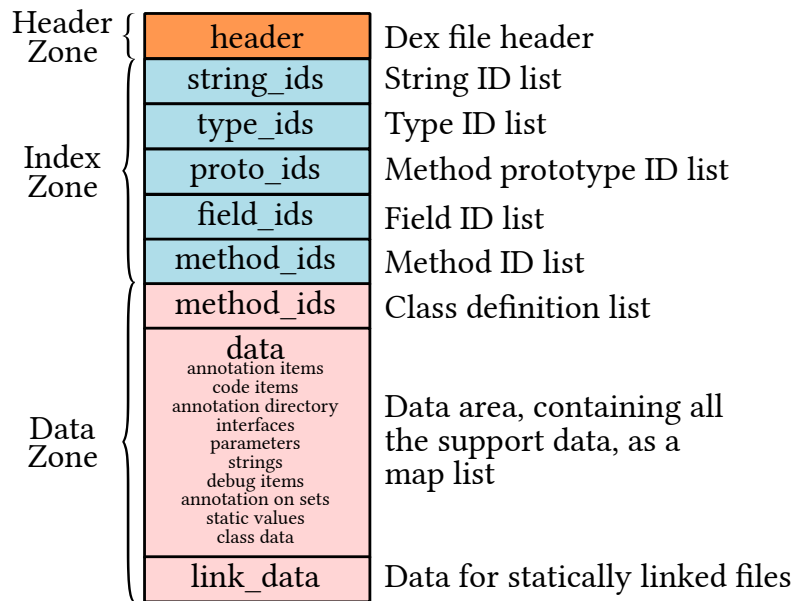 Header
Zone
header
Dex file header
string_ids
String ID list
type_ids
Type ID list
Index
Zone
proto_ids
Method prototype ID list
field_ids
Field ID list
method_ids
Method ID list
method_ids
Class definition list
Data
Zone
data
annotation items
code items
annotation directory
interfaces
parameters
strings
debug items
annotation on sets
static values
class data
Data area, containing all
the support data, as a
map list
link_data
Data for statically linked files